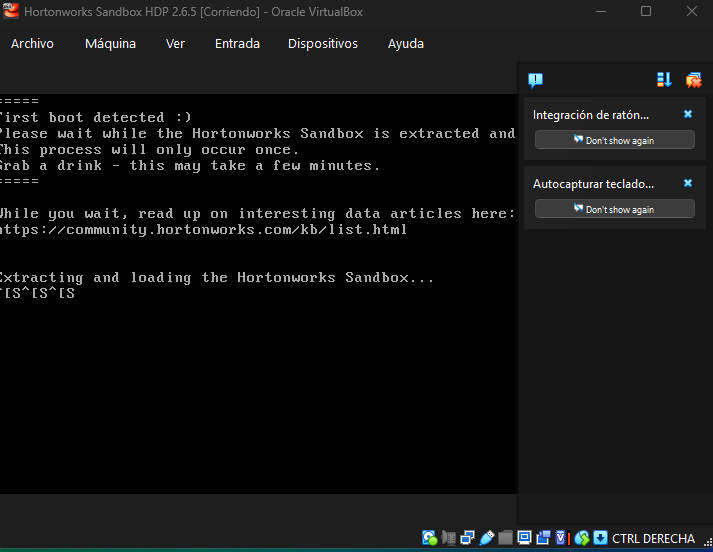 Hortonworks Sandbox HDP 2.6.5 [Corriendo] - Oracle VirtualBox
Archivo Máquina Ver Entrada Dispositivos Ayuda
=====
First boot detected :)
Please wait while the Hortonworks Sandbox is extracted and
This process will only occur once.
Grab a drink - this may take a few minutes.
=====
While you wait, read up on interesting data articles here:
https://community.hortonworks.com/kb/list.html
Extracting and loading the Hortonworks Sandbox...
^[S^[S^[S
Integración de ratón...
Don't show again
Autocapturar teclado...
Don't show again
CTRL DERECHA